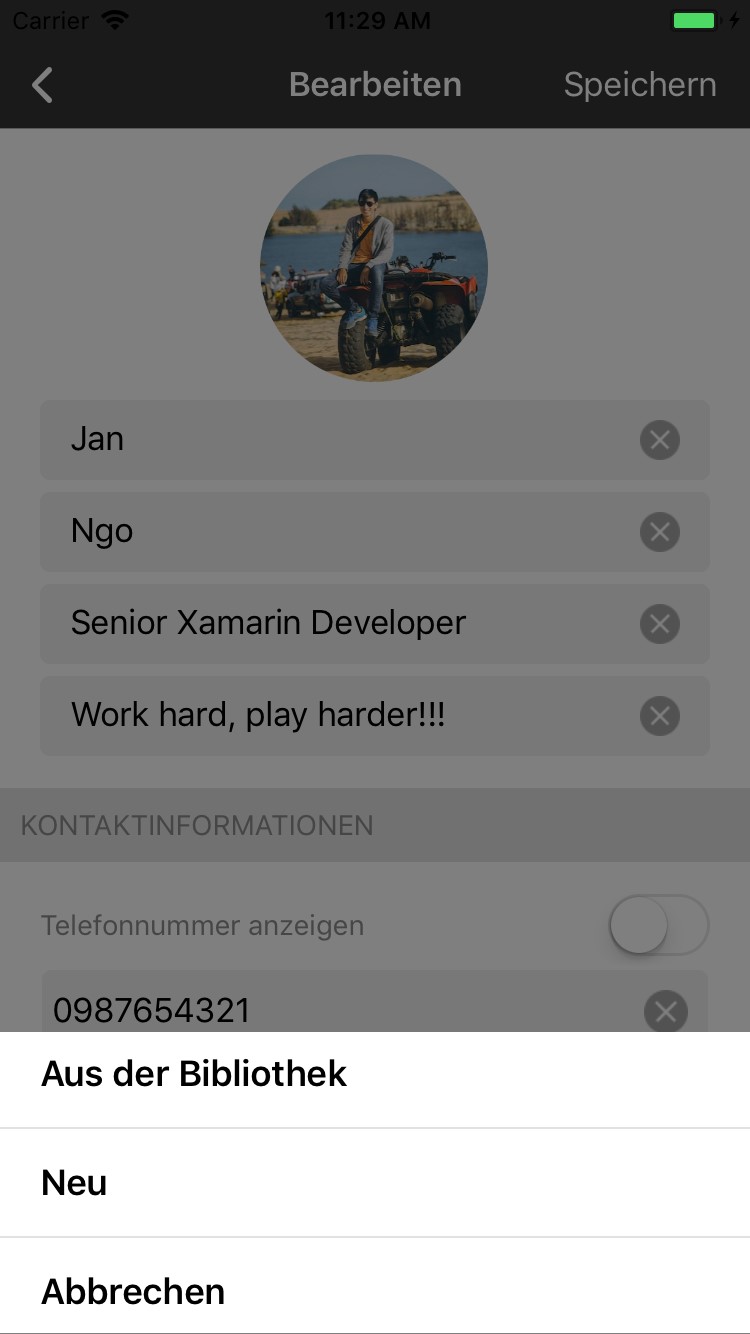 Carrier
11:29 AM
Bearbeiten
Speichern
Jan
Ngo
Senior Xamarin Developer
Work hard, play harder!!!
KONTAKTINFORMATIONEN
Telefonnummer anzeigen
0987654321
Aus der Bibliothek
Neu
Abbrechen